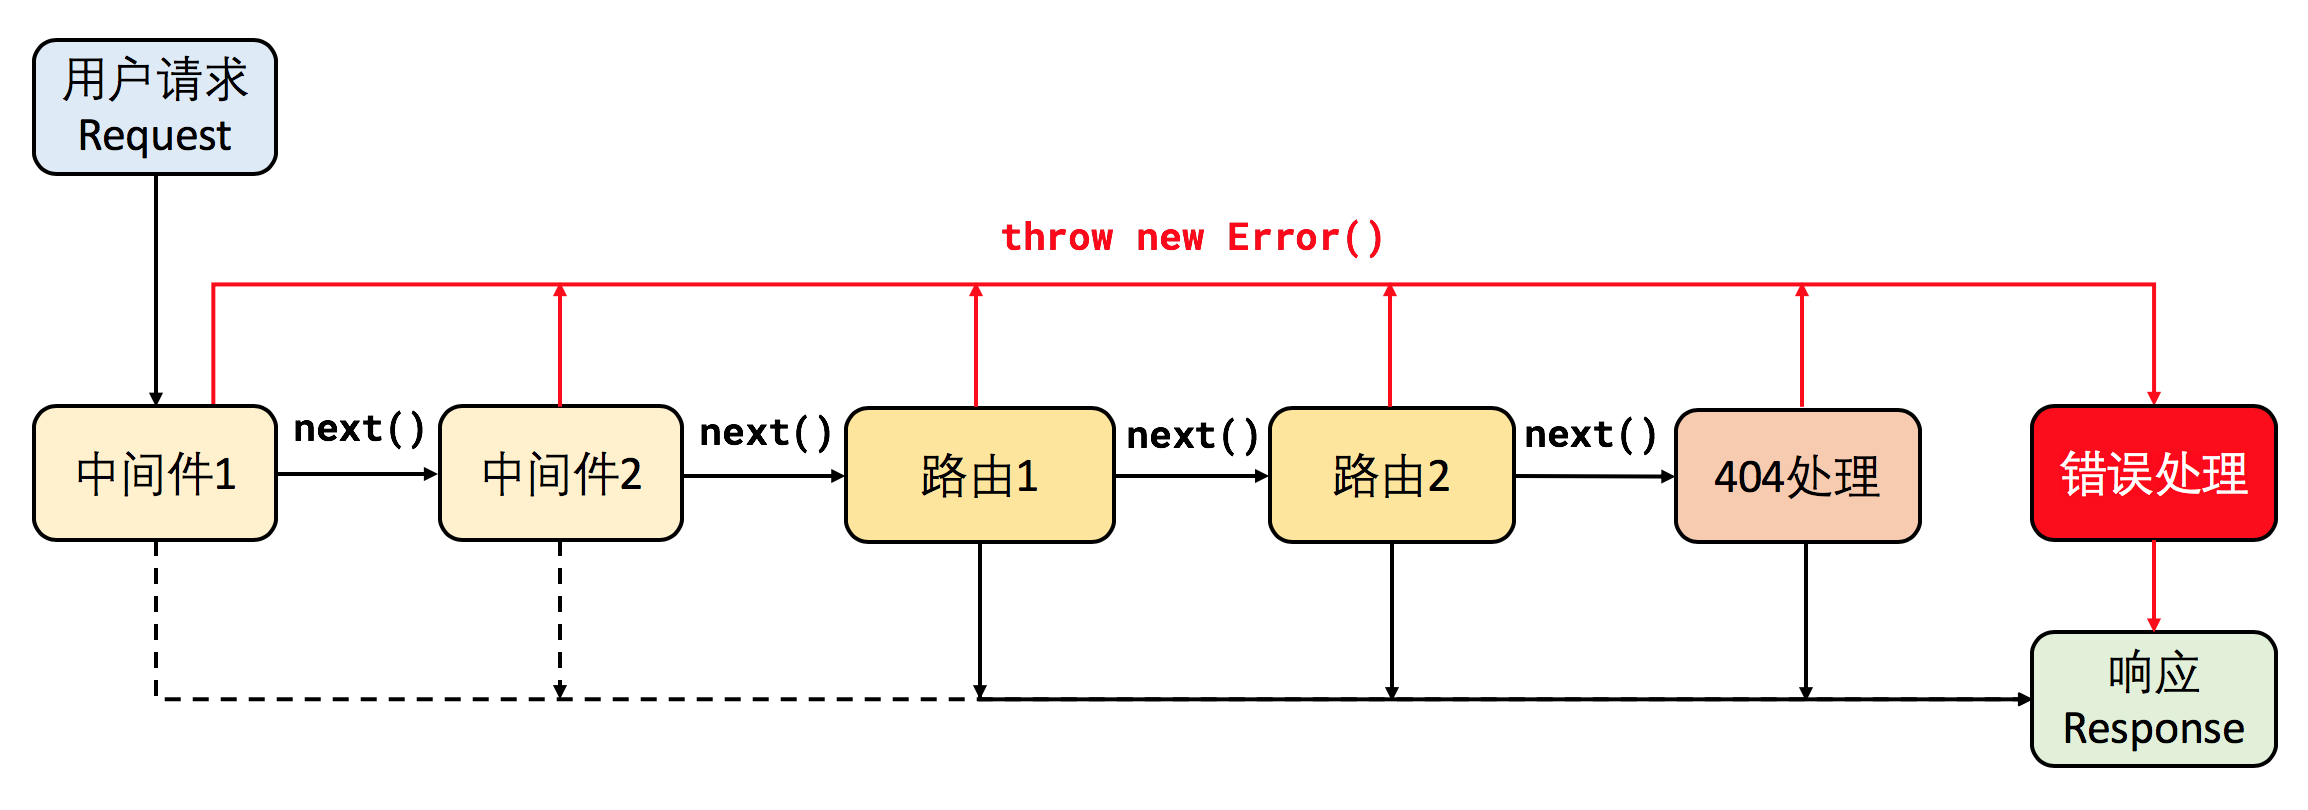 用户请求
Request
throw new Error()
中间件1
next()
中间件2
next()
路由1
next()
路由2
next()
404处理
错误处理
响应
Response